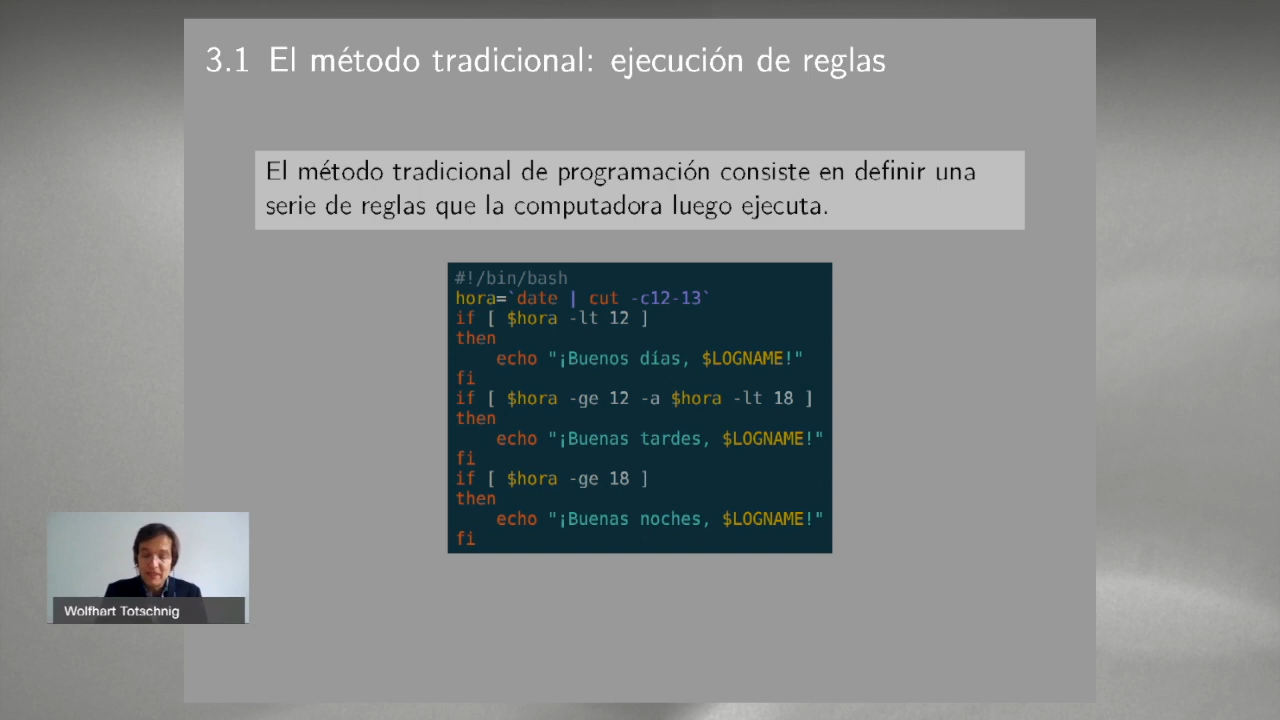 3.1 El método tradicional: ejecución de reglas
El método tradicional de programación consiste en definir una
serie de reglas que la computadora luego ejecuta.
#!/bin/bash
hora=`date | cut -c12-13`
if [ $hora -lt 12 ]
then
    echo "¡Buenos días, $LOGNAME!"
fi
if [ $hora -ge 12 -a $hora -lt 18 ]
then
    echo "¡Buenas tardes, $LOGNAME!"
fi
if [ $hora -ge 18 ]
then
    echo "¡Buenas noches, $LOGNAME!"
fi
Wolfhart Totschnig